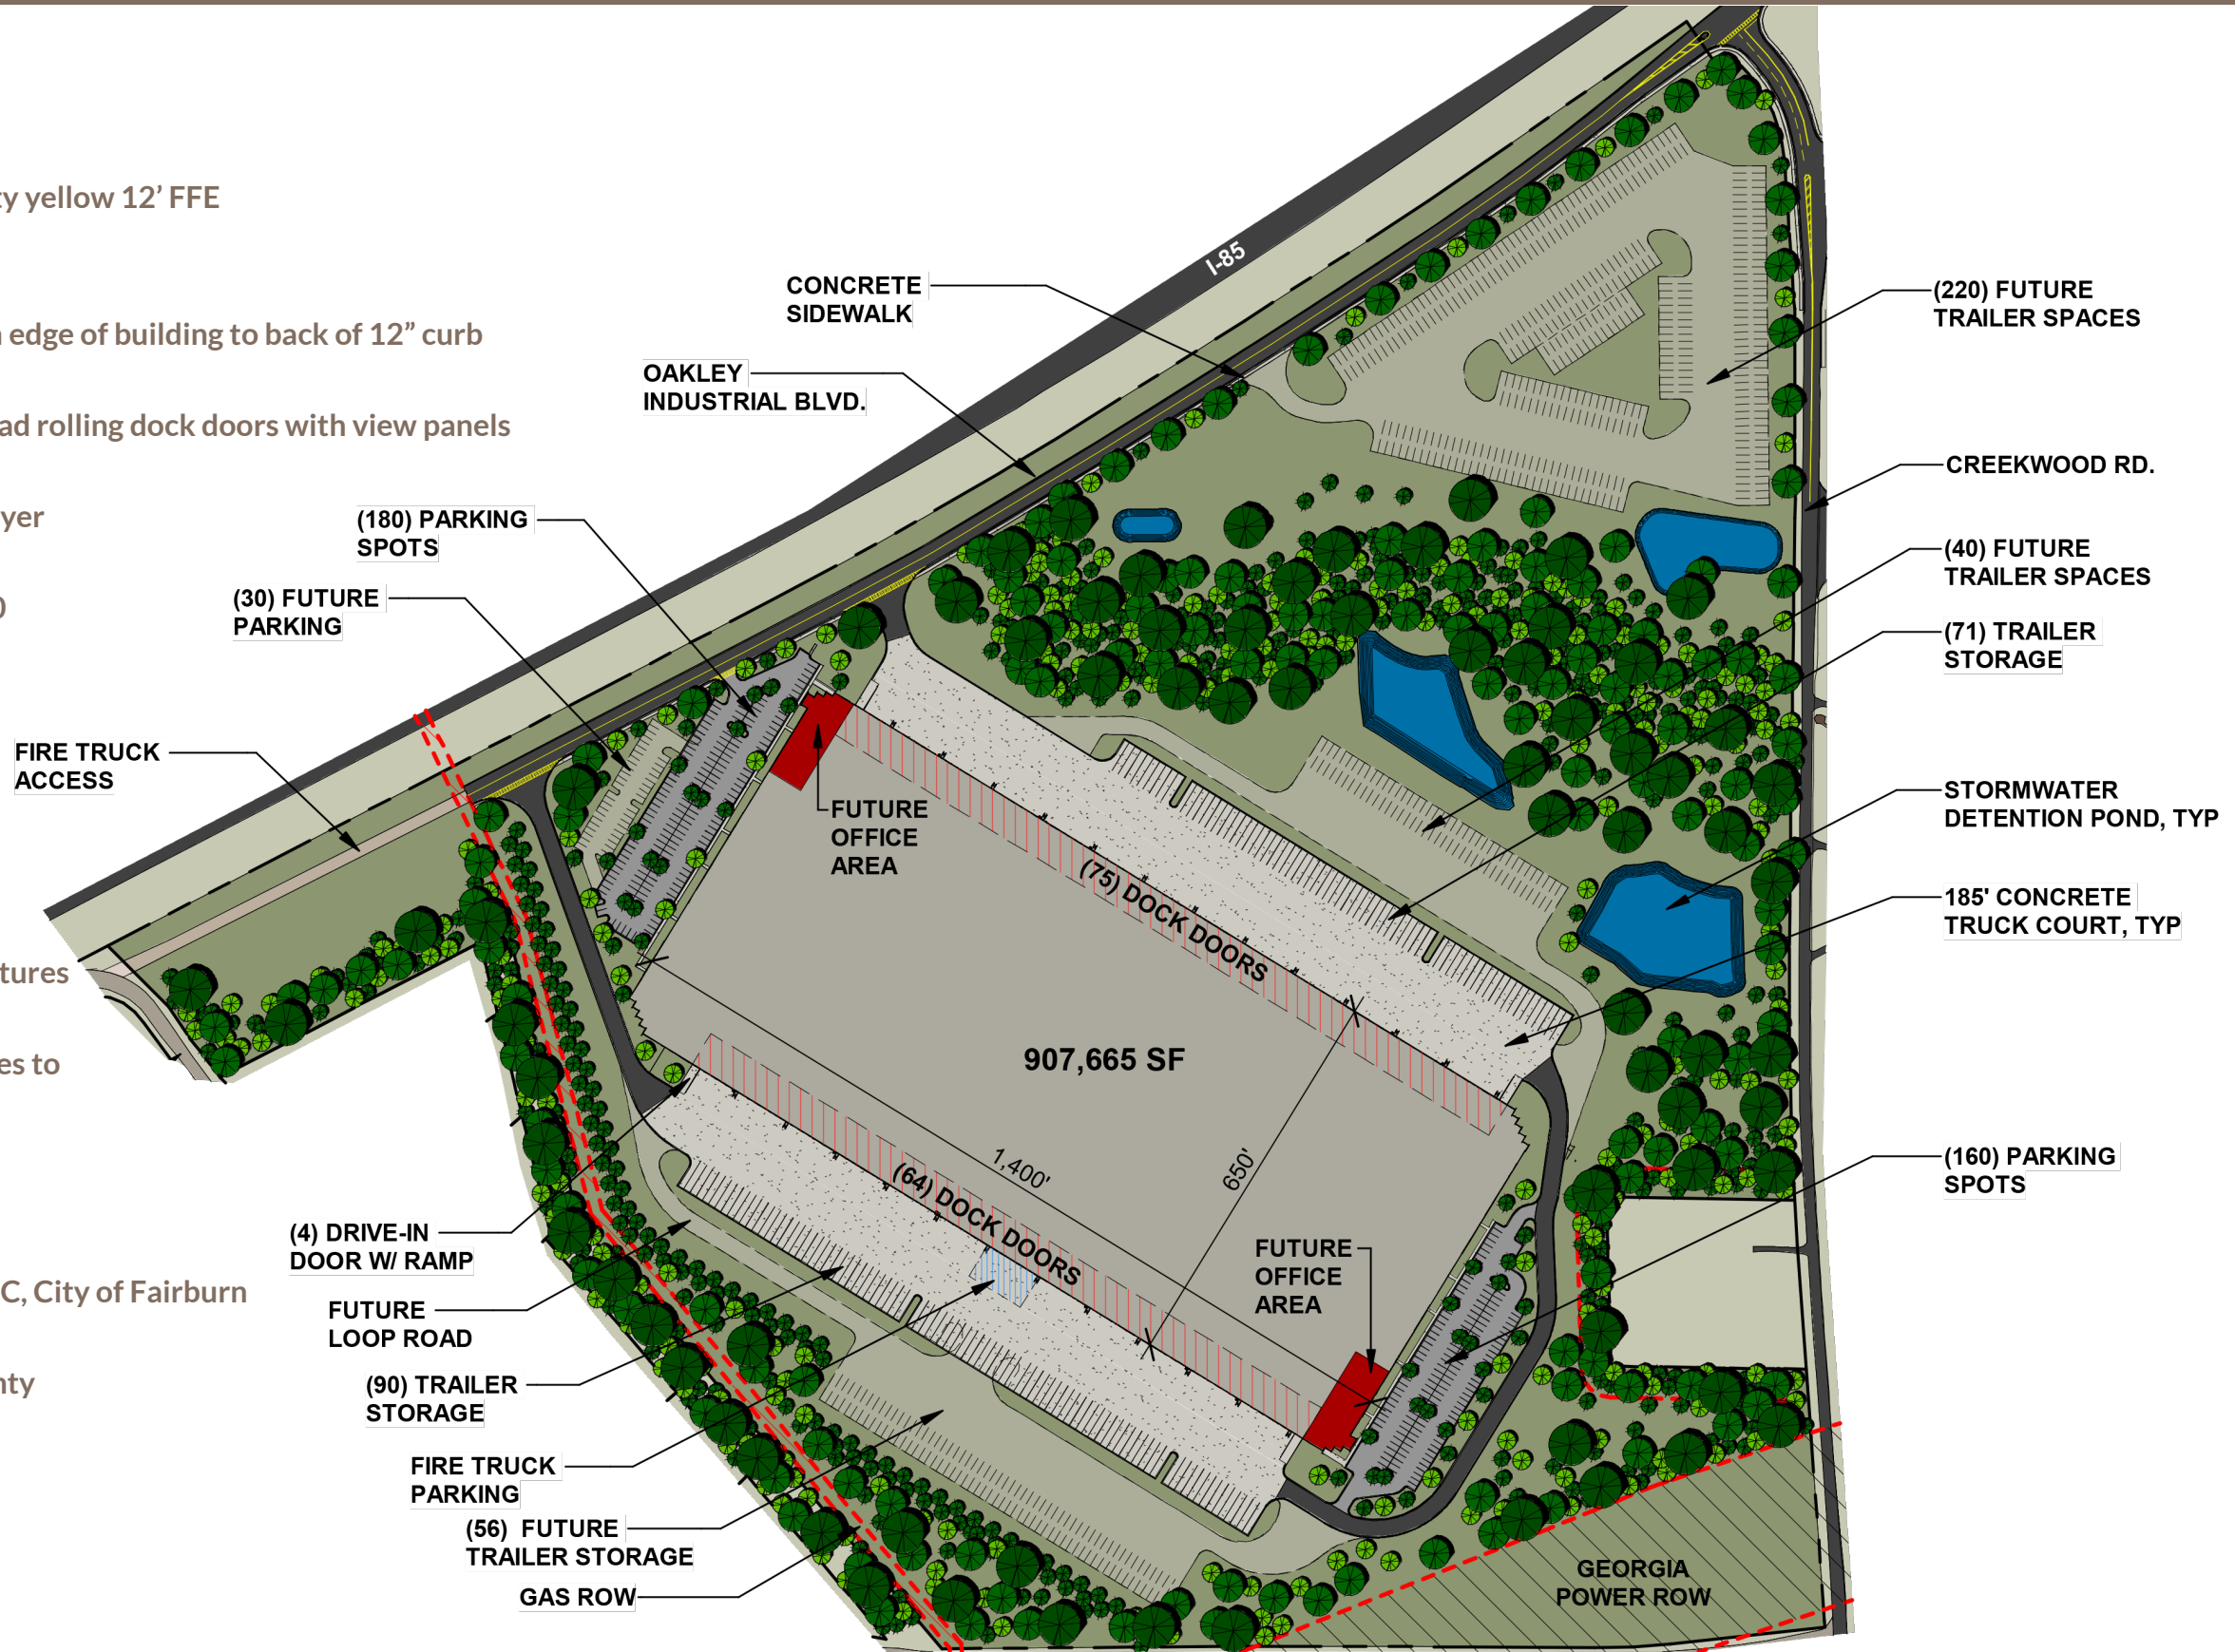 ty yellow 12’ FFE
edge of building to back of 12” curb
ad rolling dock doors with view panels
yer
tures
es to
C, City of Fairburn
nty
I-85
CONCRETE
SIDEWALK
OAKLEY
INDUSTRIAL BLVD.
(180) PARKING
SPOTS
(30) FUTURE
PARKING
FIRE TRUCK
ACCESS
FUTURE
OFFICE
AREA
(75) DOCK DOORS
907,665 SF
1,400'
650'
(64) DOCK DOORS
FUTURE
OFFICE
AREA
(4) DRIVE-IN
DOOR W/ RAMP
FUTURE
LOOP ROAD
(90) TRAILER
STORAGE
FIRE TRUCK
PARKING
(56) FUTURE
TRAILER STORAGE
GAS ROW
(220) FUTURE
TRAILER SPACES
CREEKWOOD RD.
(40) FUTURE
TRAILER SPACES
(71) TRAILER
STORAGE
STORMWATER
DETENTION POND, TYP
185' CONCRETE
TRUCK COURT, TYP
(160) PARKING
SPOTS
GEORGIA
POWER ROW